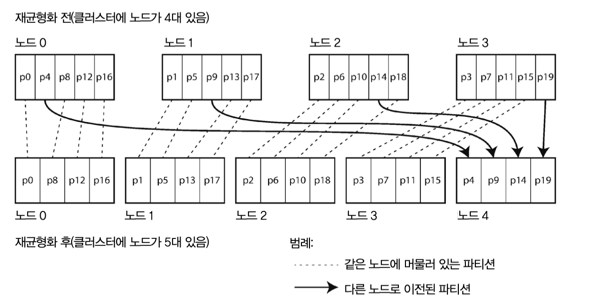 재균형화 전(클러스터에 노드가 4대 있음)
노드 0 노드 1 노드 2 노드 3
p0 p4 p8 p12 p16 p1 p5 p9 p13 p17 p2 p6 p10 p14 p18 p3 p7 p11 p15 p19
p0 p8 p12 p16 p1 p5 p13 p17 p2 p6 p10 p18 p3 p7 p11 p15 p4 p9 p14 p19
노드 0 노드 1 노드 2 노드 3 노드 4
재균형화 후(클러스터에 노드가 5대 있음)
범례:
같은 노드에 머물러 있는 파티션
다른 노드로 이전된 파티션